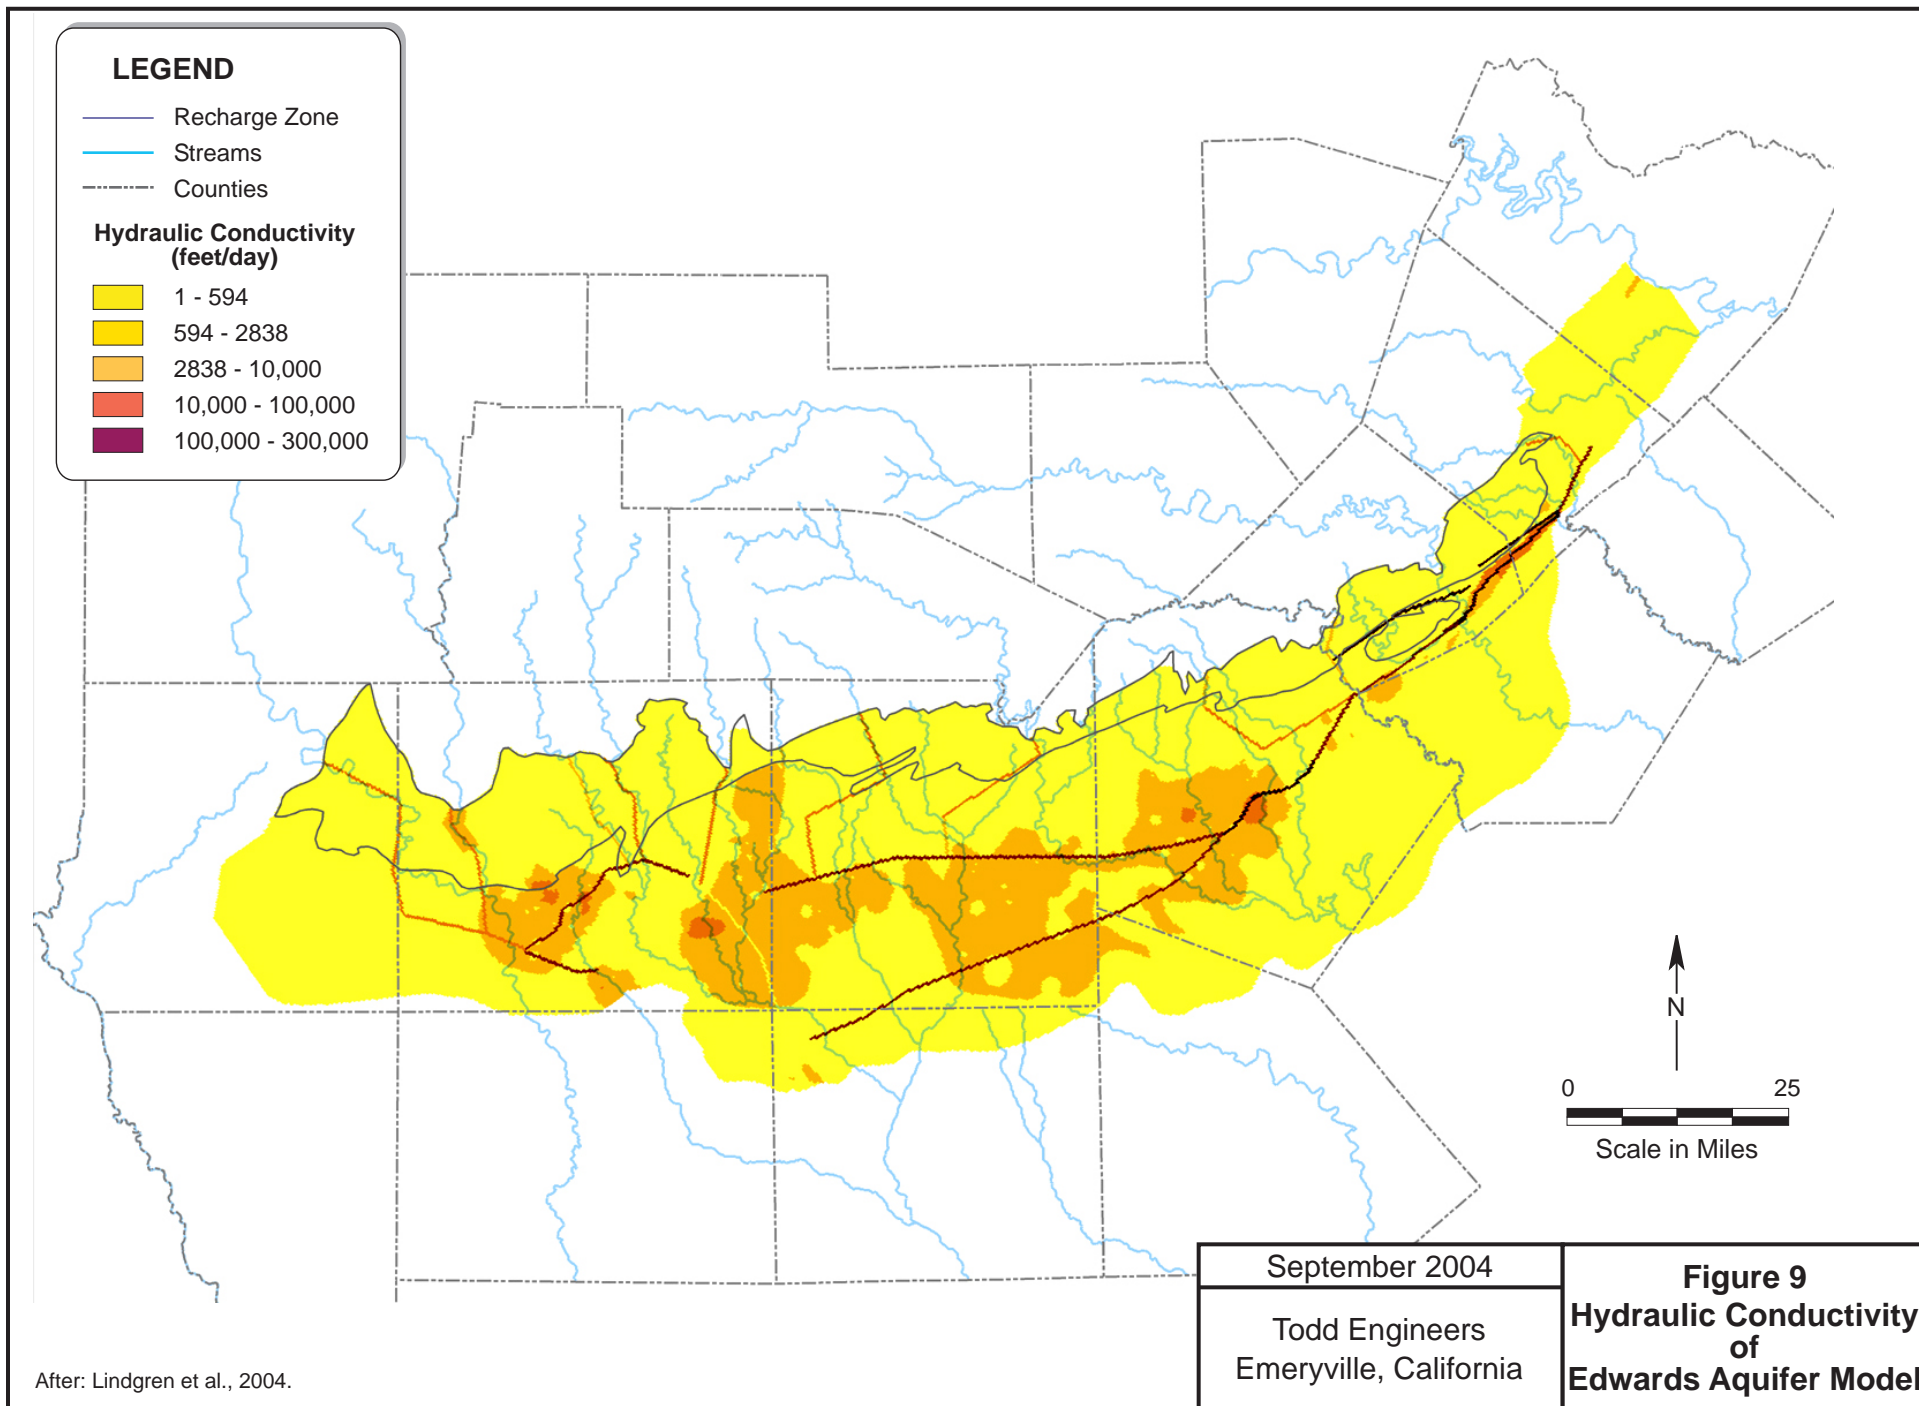 LEGEND
Recharge Zone
Streams
Counties
Hydraulic Conductivity
(feet/day)
1 - 594
594 - 2838
2838 - 10,000
10,000 - 100,000
100,000 - 300,000
N
0 25
Scale in Miles
September 2004
Todd Engineers
Emeryville, California
Figure 9
Hydraulic Conductivity
of
Edwards Aquifer Model
After: Lindgren et al., 2004.